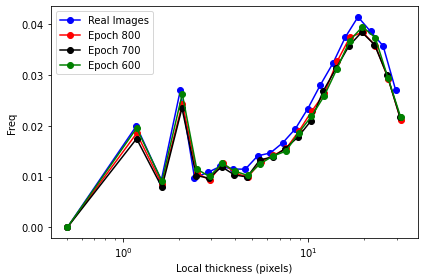 Real Images
Epoch 800
Epoch 700
Epoch 600
0.04
0.03
0.02
0.01
0.00
Freq
10⁰
10¹
Local thickness (pixels)